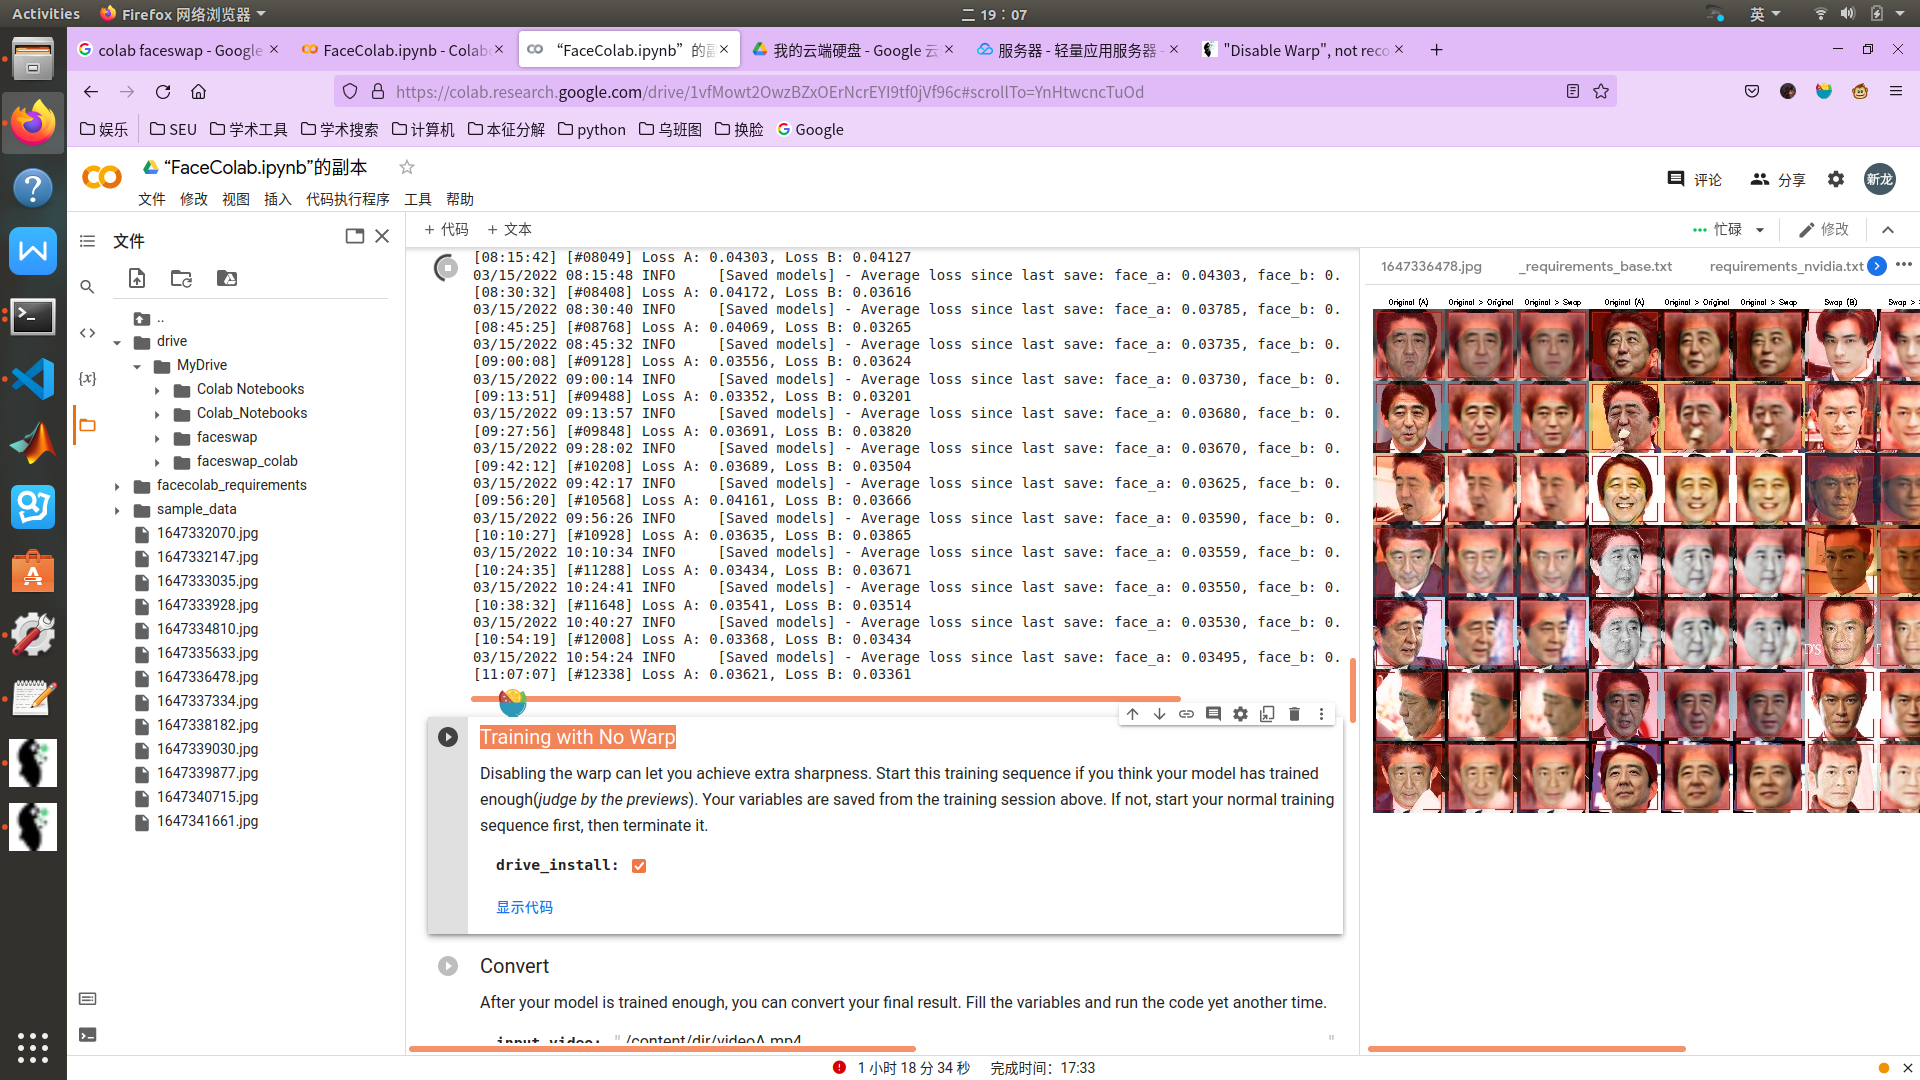 Activities
Firefox 网络浏览器
二 19：07
英
colab faceswap - Google
FaceColab.ipynb - Colab
“FaceColab.ipynb”的副
我的云端硬盘 - Google 云
服务器 - 轻量应用服务器
"Disable Warp", not reco
https://colab.research.google.com/drive/1vfMowt2OwzBZxOErNcrEYI9tf0jVf96c#scrollTo=YnHtwcncTuOd
娱乐
SEU
学术工具
学术搜索
计算机
本征分解
python
乌班图
换脸
Google
“FaceColab.ipynb”的副本
文件 修改 视图 插入 代码执行程序 工具 帮助
评论
分享
新龙
文件
+ 代码 + 文本
忙碌
修改
..
drive
MyDrive
Colab Notebooks
Colab_Notebooks
faceswap
faceswap_colab
facecolab_requirements
sample_data
1647332070.jpg
1647332147.jpg
1647333035.jpg
1647333928.jpg
1647334810.jpg
1647335633.jpg
1647336478.jpg
1647337334.jpg
1647338182.jpg
1647339030.jpg
1647339877.jpg
1647340715.jpg
1647341661.jpg
[08:15:42] [#08049] Loss A: 0.04303, Loss B: 0.04127
03/15/2022 08:15:48 INFO [Saved models] - Average loss since last save: face_a: 0.04303, face_b: 0.
[08:30:32] [#08408] Loss A: 0.04172, Loss B: 0.03616
03/15/2022 08:30:40 INFO [Saved models] - Average loss since last save: face_a: 0.03785, face_b: 0.
[08:45:25] [#08768] Loss A: 0.04069, Loss B: 0.03265
03/15/2022 08:45:32 INFO [Saved models] - Average loss since last save: face_a: 0.03735, face_b: 0.
[09:00:08] [#09128] Loss A: 0.03556, Loss B: 0.03624
03/15/2022 09:00:14 INFO [Saved models] - Average loss since last save: face_a: 0.03730, face_b: 0.
[09:13:51] [#09488] Loss A: 0.03352, Loss B: 0.03201
03/15/2022 09:13:57 INFO [Saved models] - Average loss since last save: face_a: 0.03680, face_b: 0.
[09:27:56] [#09848] Loss A: 0.03691, Loss B: 0.03820
03/15/2022 09:28:02 INFO [Saved models] - Average loss since last save: face_a: 0.03670, face_b: 0.
[09:42:12] [#10208] Loss A: 0.03689, Loss B: 0.03504
03/15/2022 09:42:17 INFO [Saved models] - Average loss since last save: face_a: 0.03625, face_b: 0.
[09:56:20] [#10568] Loss A: 0.04161, Loss B: 0.03666
03/15/2022 09:56:26 INFO [Saved models] - Average loss since last save: face_a: 0.03590, face_b: 0.
[10:10:27] [#10928] Loss A: 0.03635, Loss B: 0.03865
03/15/2022 10:10:34 INFO [Saved models] - Average loss since last save: face_a: 0.03559, face_b: 0.
[10:24:35] [#11288] Loss A: 0.03434, Loss B: 0.03671
03/15/2022 10:24:41 INFO [Saved models] - Average loss since last save: face_a: 0.03550, face_b: 0.
[10:38:32] [#11648] Loss A: 0.03541, Loss B: 0.03514
03/15/2022 10:40:27 INFO [Saved models] - Average loss since last save: face_a: 0.03530, face_b: 0.
[10:54:19] [#12008] Loss A: 0.03368, Loss B: 0.03434
03/15/2022 10:54:24 INFO [Saved models] - Average loss since last save: face_a: 0.03495, face_b: 0.
[11:07:07] [#12338] Loss A: 0.03621, Loss B: 0.03361
Training with No Warp
Disabling the warp can let you achieve extra sharpness. Start this training sequence if you think your model has trained
enough(judge by the previews). Your variables are saved from the training session above. If not, start your normal training
sequence first, then terminate it.
drive_install:
显示代码
Convert
After your model is trained enough, you can convert your final result. Fill the variables and run the code yet another time.
input_video: " /content/dir/videoA.mp4 "
1647336478.jpg
_requirements_base.txt
requirements_nvidia.txt
Original (A) Original > Original Original > Swap Original (A) Original > Original Original > Swap Swap (B) Swap >
1 小时 18 分 34 秒 完成时间：17:33